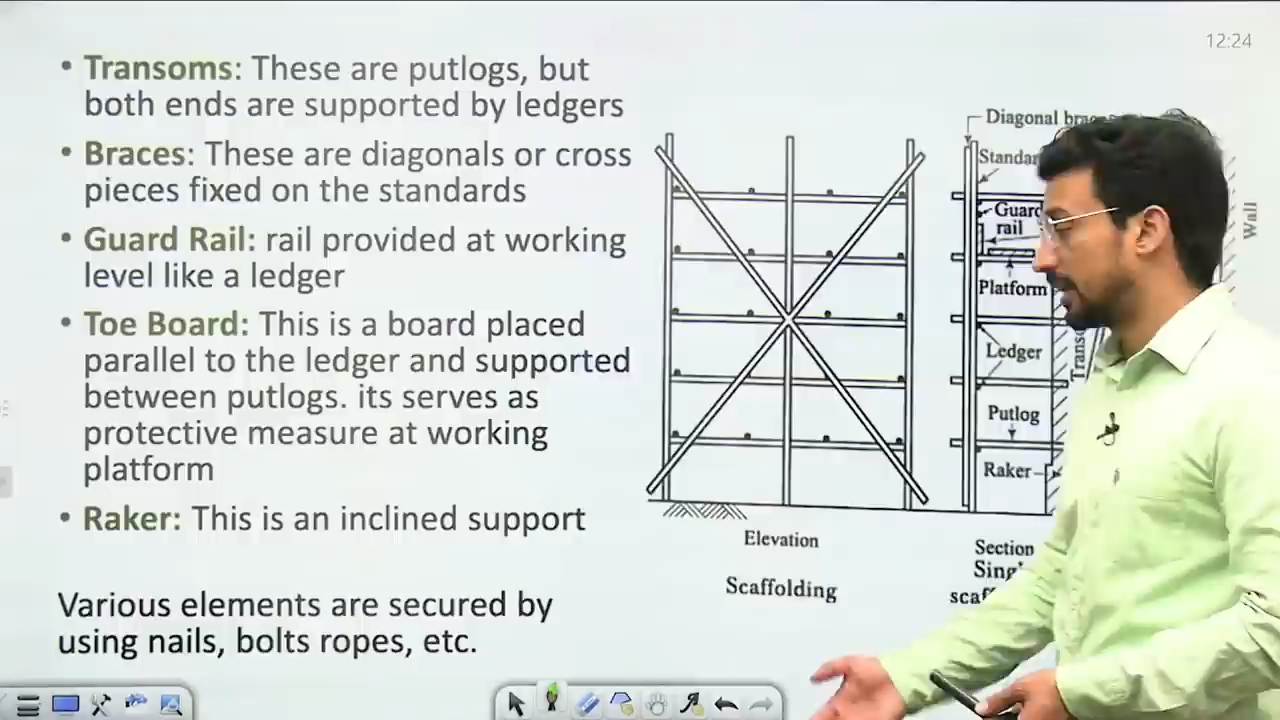 12:24
• Transoms: These are putlogs, but
both ends are supported by ledgers
• Braces: These are diagonals or cross
pieces fixed on the standards
• Guard Rail: rail provided at working
level like a ledger
• Toe Board: This is a board placed
parallel to the ledger and supported
between putlogs. its serves as
protective measure at working
platform
• Raker: This is an inclined support
Various elements are secured by
using nails, bolts ropes, etc.
Elevation
Scaffolding
Diagonal
Guard
rail
Platform
Ledger
Putlog
Raker
Wall
Section